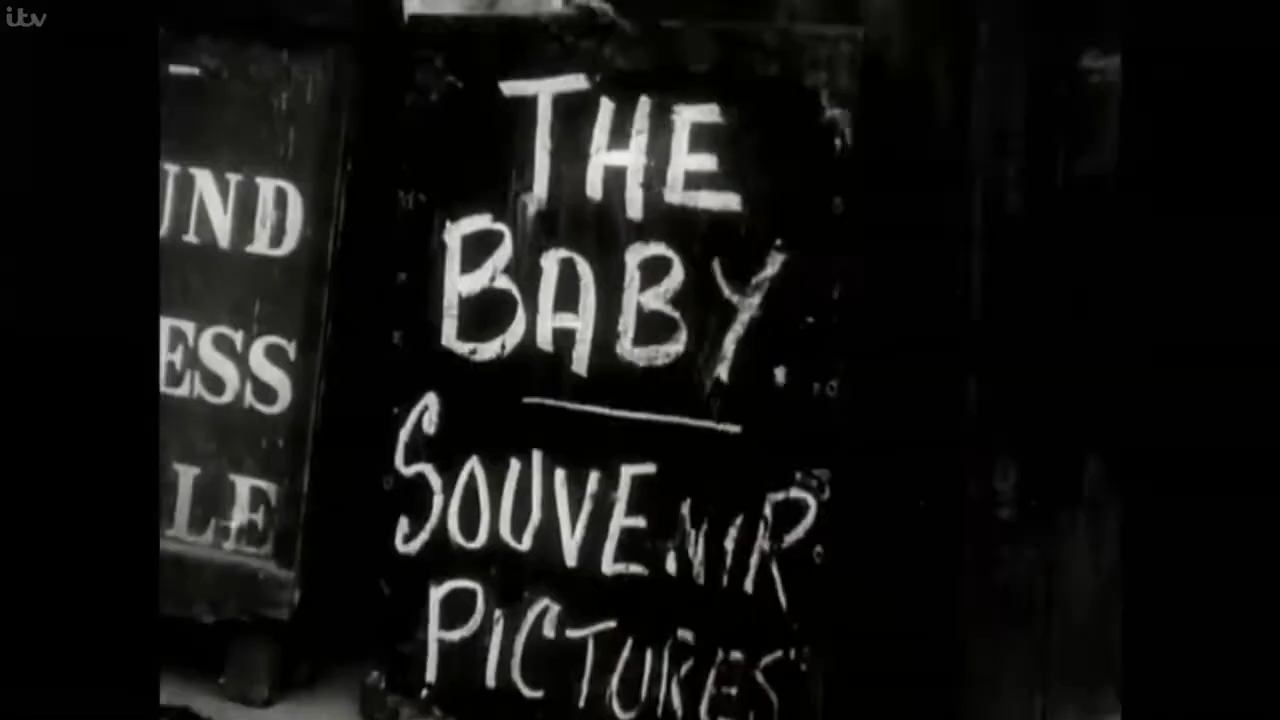 itv
UND
ESS
LE
THE
BABY.
SOUVENIR
PICTURES